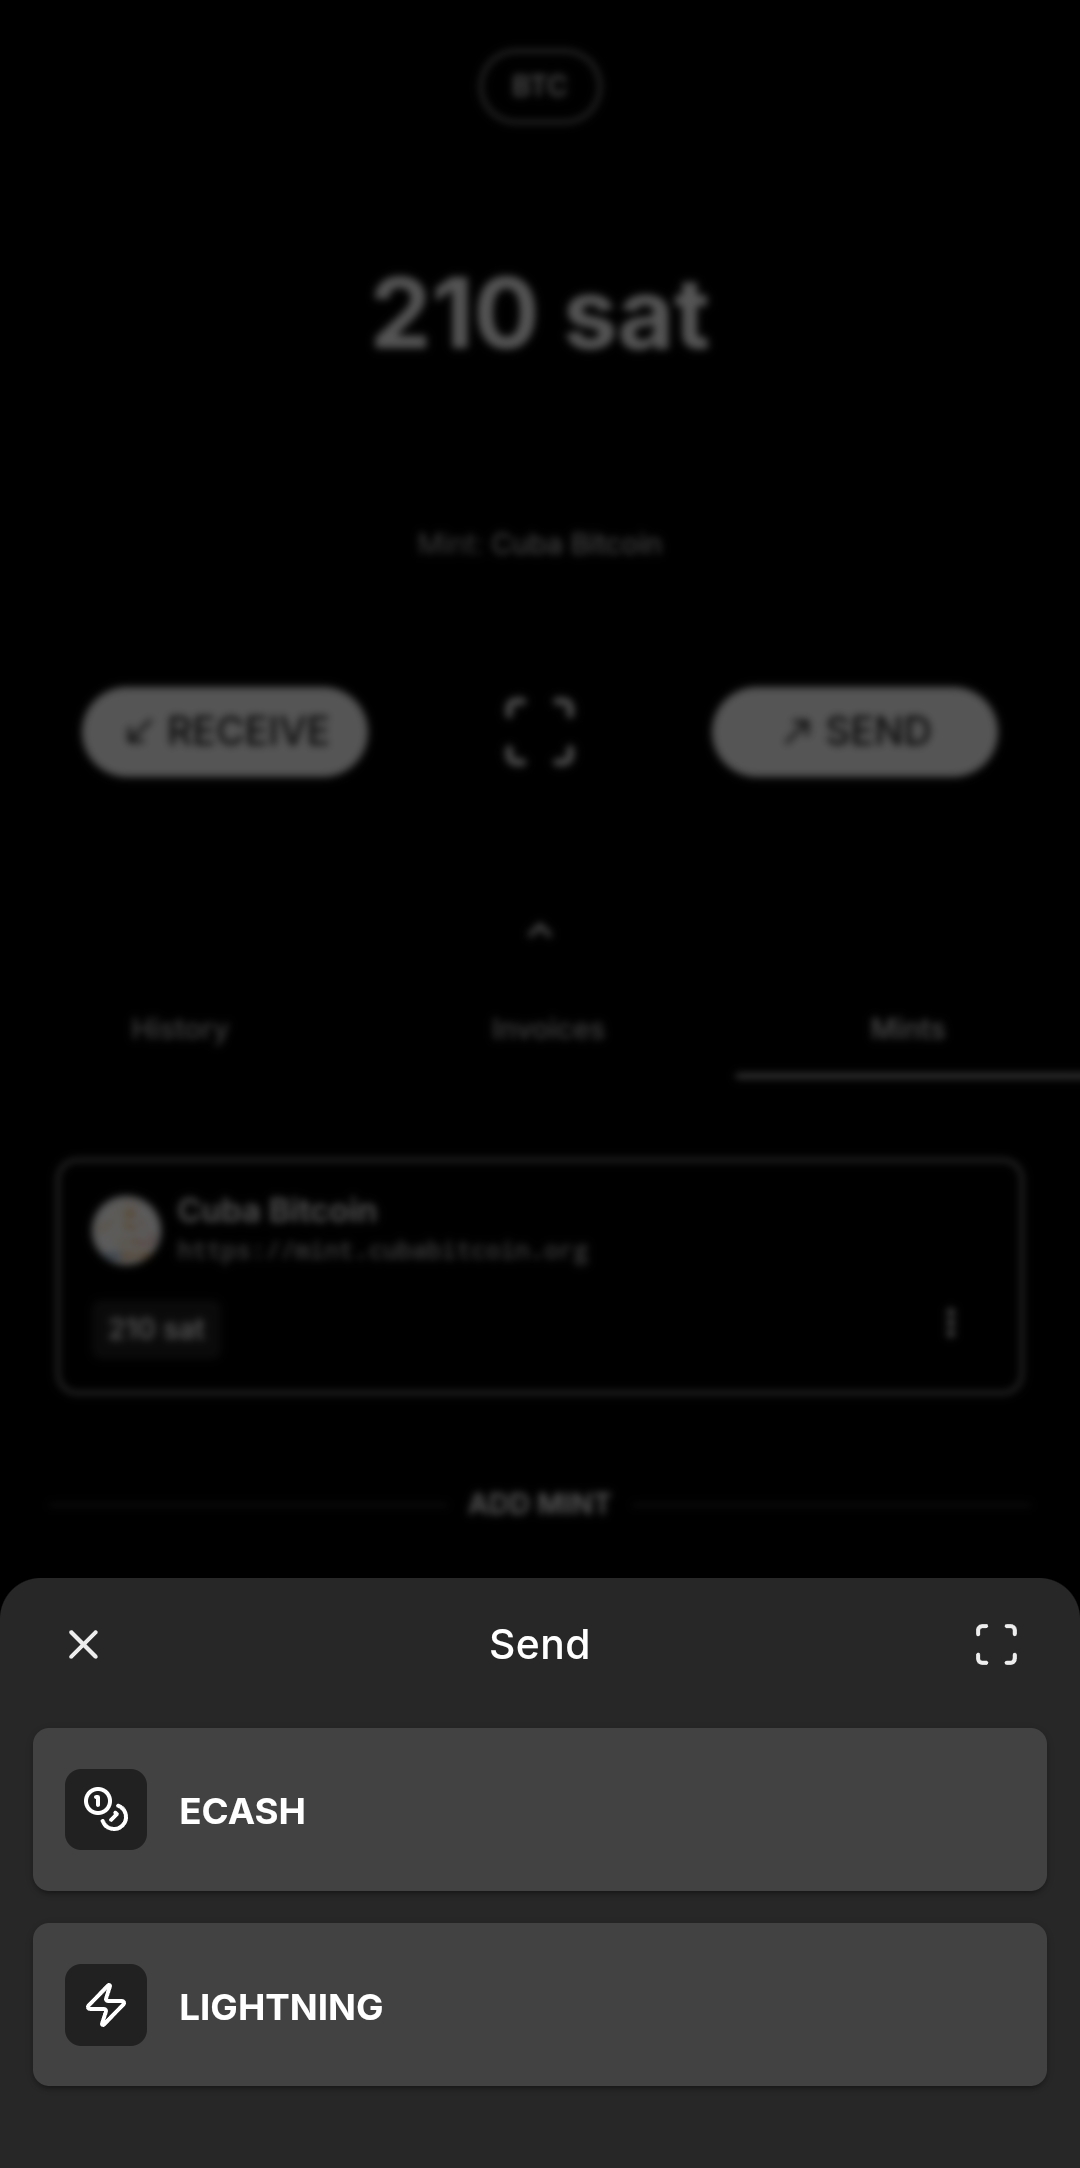 BTC
210 sat
Mint: Cuba Bitcoin
RECEIVE
SEND
History
Invoices
Mints
Cuba Bitcoin
https://mint.cubabitcoin.org
210 sat
ADD MINT
Send
ECASH
LIGHTNING